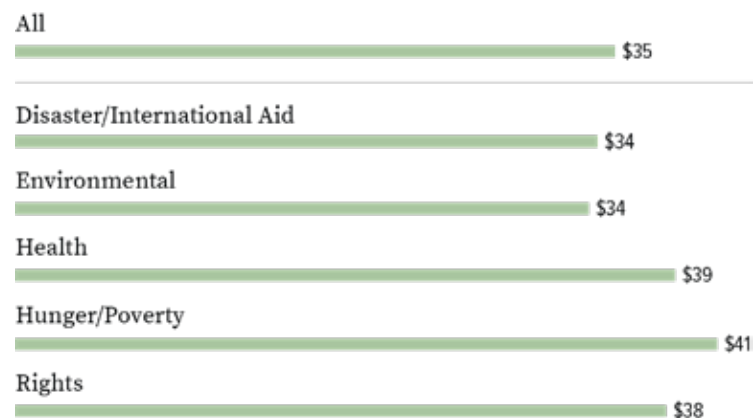 All
$35
Disaster/International Aid
$34
Environmental
$34
Health
$39
Hunger/Poverty
$41
Rights
$38